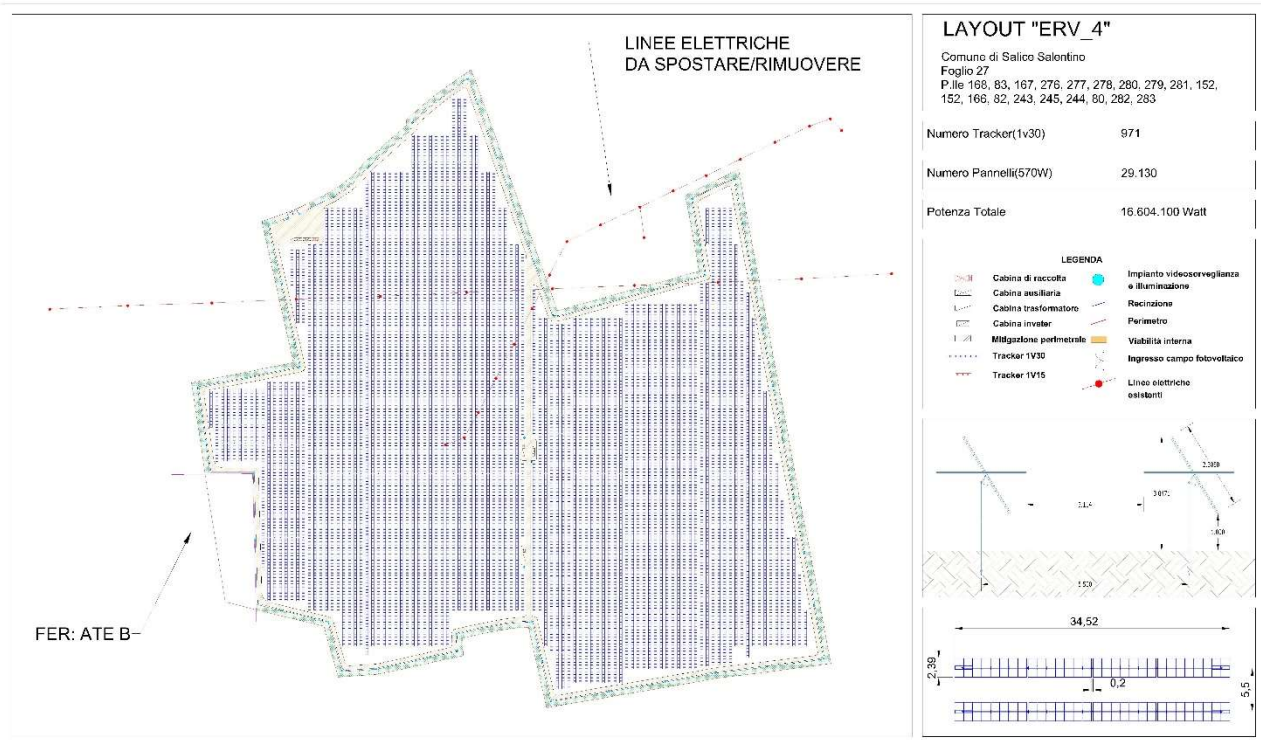 LINEE ELETTRICHE
DA SPOSTARE/RIMUOVERE
FER: ATE B
LAYOUT "ERV_4"
Comune di Salice Salentino
Foglio 27
P.lle 168, 83, 167, 276, 277, 278, 280, 279, 281, 152,
152, 166, 82, 243, 245, 244, 80, 282, 283
Numero Tracker(1v30) 971
Numero Pannelli(570W) 29.130
Potenza Totale 16.604.100 Watt
LEGENDA
Cabina di raccolta
Cabina ausiliaria
Cabina trasformatore
Cabina inveter
Mitigazione perimetrale
Tracker 1V30
Tracker 1V15
Impianto videosorveglianza
e illuminazione
Recinzione
Perimetro
Viabilità interna
Ingresso campo fotovoltaico
Linee elettriche
esistenti
34,52
2,39
0,2
5,5